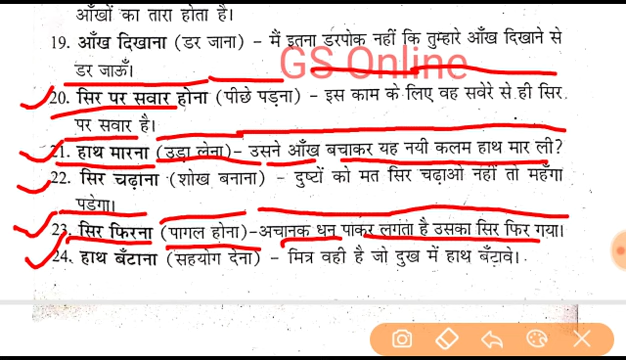 आँखों का तारा होता है।
19. आँख दिखाना (डर जाना) – मैं इतना डरपोक नहीं कि तुम्हारे आँख दिखाने से
डर जाऊँ।
GS Online
20. सिर पर सवार होना (पीछे पड़ना) – इस काम के लिए वह सवेरे से ही सिर
पर सवार है।
21. हाथ मारना (उड़ा लेना)– उसने आँख बचाकर यह नयी कलम हाथ मार ली?
22. सिर चढ़ाना (शोख बनाना) – दुष्टों को मत सिर चढ़ाओ नहीं तो महँगा
पडेगा।
23. सिर फिरना (पागल होना)–अचानक धन पाकर लगता है उसका सिर फिर गया।
24. हाथ बँटाना (सहयोग देना) – मित्र वही है जो दुख में हाथ बँटावे।